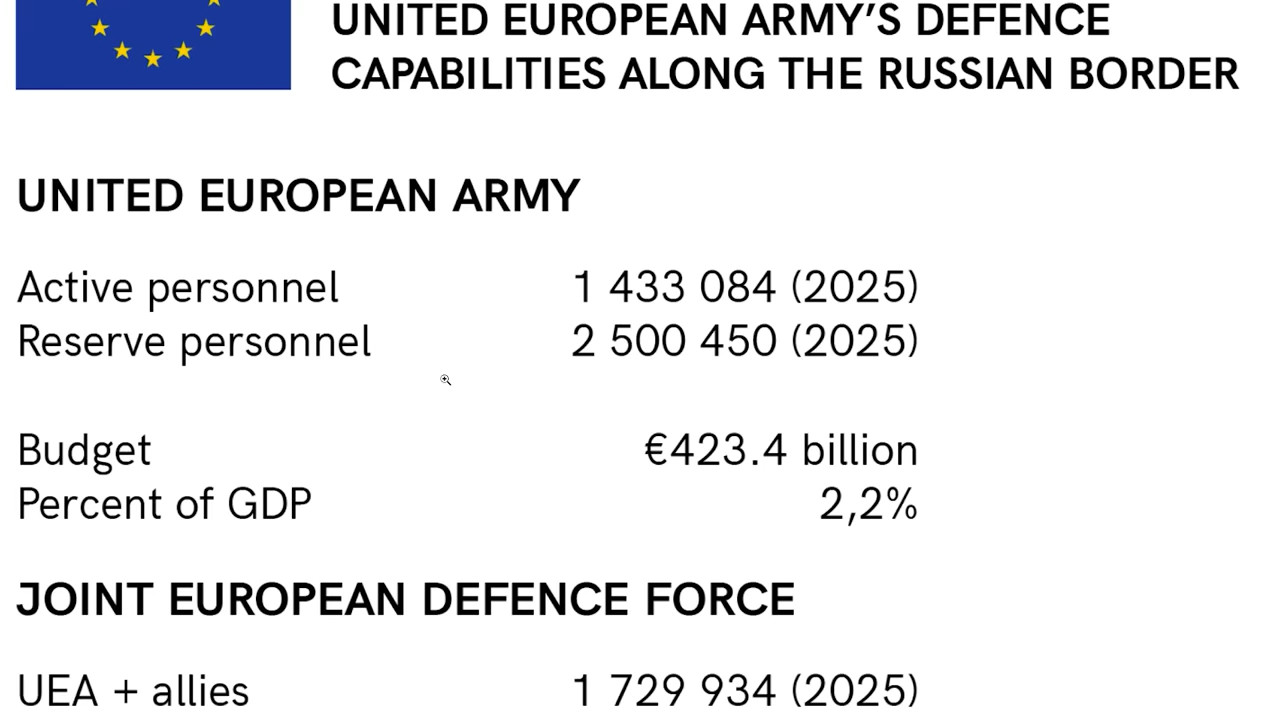 UNITED EUROPEAN ARMY’S DEFENCE
CAPABILITIES ALONG THE RUSSIAN BORDER
UNITED EUROPEAN ARMY
Active personnel 1 433 084 (2025)
Reserve personnel 2 500 450 (2025)
Budget €423.4 billion
Percent of GDP 2,2%
JOINT EUROPEAN DEFENCE FORCE
UEA + allies 1 729 934 (2025)